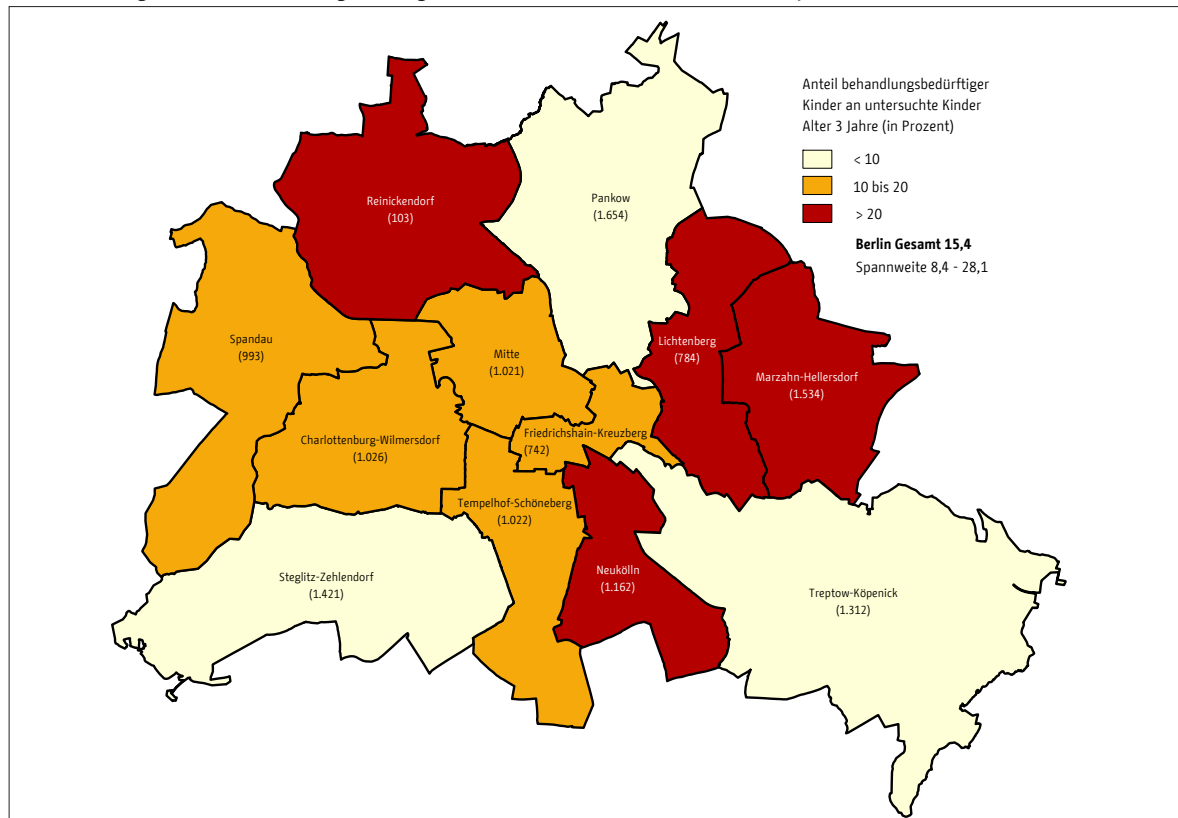 Anteil behandlungsbedürftiger
Kinder an untersuchte Kinder
Alter 3 Jahre (in Prozent)
< 10
10 bis 20
> 20
Berlin Gesamt 15,4
Spannweite 8,4 - 28,1
Reinickendorf
(103)
Pankow
(1.654)
Spandau
(993)
Mitte
(1.021)
Lichtenberg
(784)
Marzahn-Hellersdorf
(1.534)
Charlottenburg-Wilmersdorf
(1.026)
Friedrichshain-Kreuzberg
(742)
Tempelhof-Schöneberg
(1.022)
Steglitz-Zehlendorf
(1.421)
Neukölln
(1.162)
Treptow-Köpenick
(1.312)